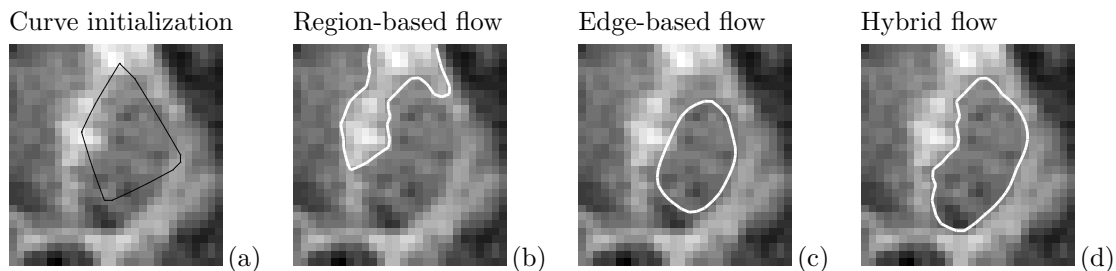 Curve initialization
Region-based flow
Edge-based flow
Hybrid flow
(a)
(b)
(c)
(d)